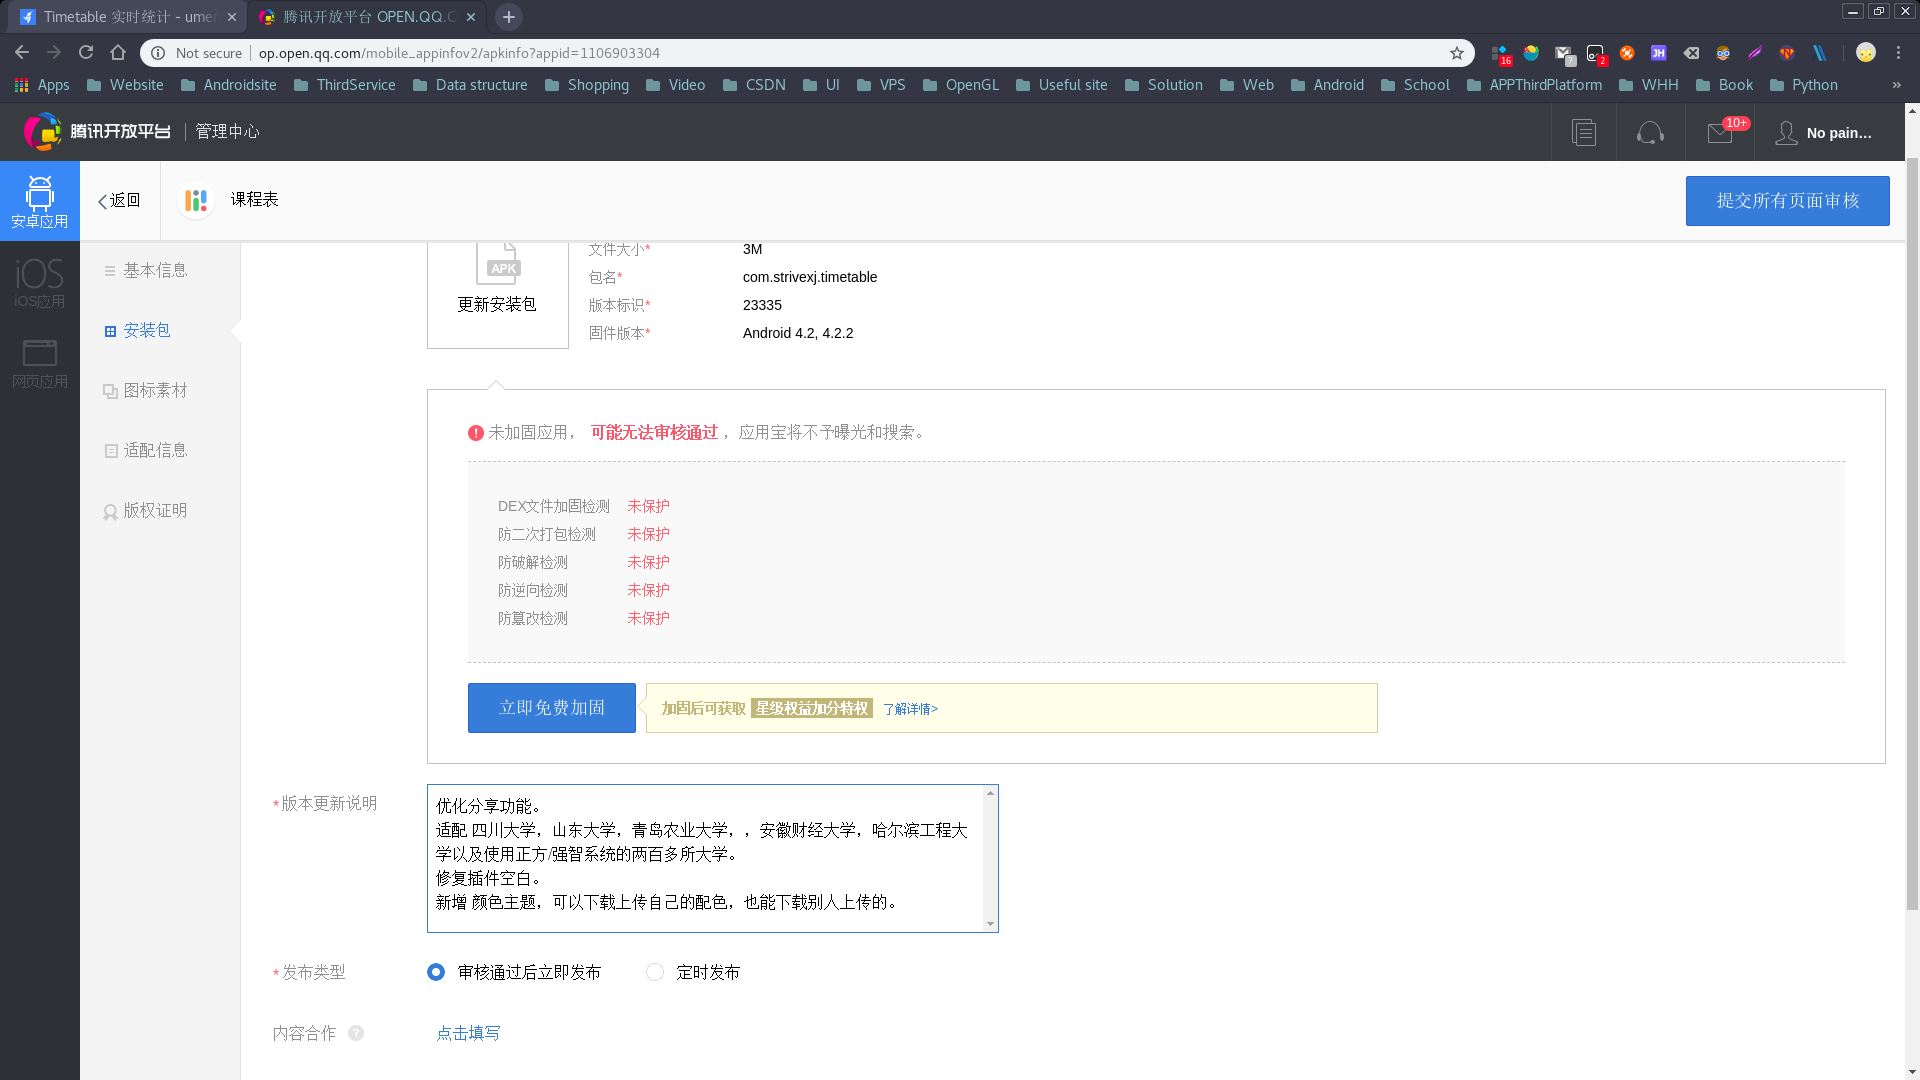 Timetable 实时统计 - umen
腾讯开放平台 OPEN.QQ.C
Not secure
op.open.qq.com/mobile_appinfov2/apkinfo?appid=1106903304
16
?
2
JH
Apps
Website
Androidsite
ThirdService
Data structure
Shopping
Video
CSDN
UI
VPS
OpenGL
Useful site
Solution
Web
Android
School
APPThirdPlatform
WHH
Book
Python
»
腾讯开放平台
管理中心
10+
No pain...
安卓应用
返回
课程表
提交所有页面审核
iOS
iOS应用
网页应用
基本信息
安装包
图标素材
适配信息
版权证明
APK
更新安装包
文件大小* 3M
包名* com.strivexj.timetable
版本标识* 23335
固件版本* Android 4.2, 4.2.2
未加固应用， 可能无法审核通过 ，应用宝将不予曝光和搜索。
DEX文件加固检测 未保护
防二次打包检测 未保护
防破解检测 未保护
防逆向检测 未保护
防篡改检测 未保护
立即免费加固
加固后可获取 星级权益加分特权 了解详情>
*版本更新说明
优化分享功能。
适配 四川大学，山东大学，青岛农业大学，，安徽财经大学，哈尔滨工程大
学以及使用正方/强智系统的两百多所大学。
修复插件空白。
新增 颜色主题，可以下载上传自己的配色，也能下载别人上传的。
*发布类型
审核通过后立即发布
定时发布
内容合作 ?
点击填写